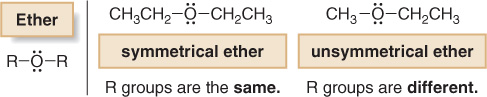 Ether
R–Ö–R
CH₃CH₂–Ö–CH₂CH₃
symmetrical ether
R groups are the same.
CH₃–Ö–CH₂CH₃
unsymmetrical ether
R groups are different.